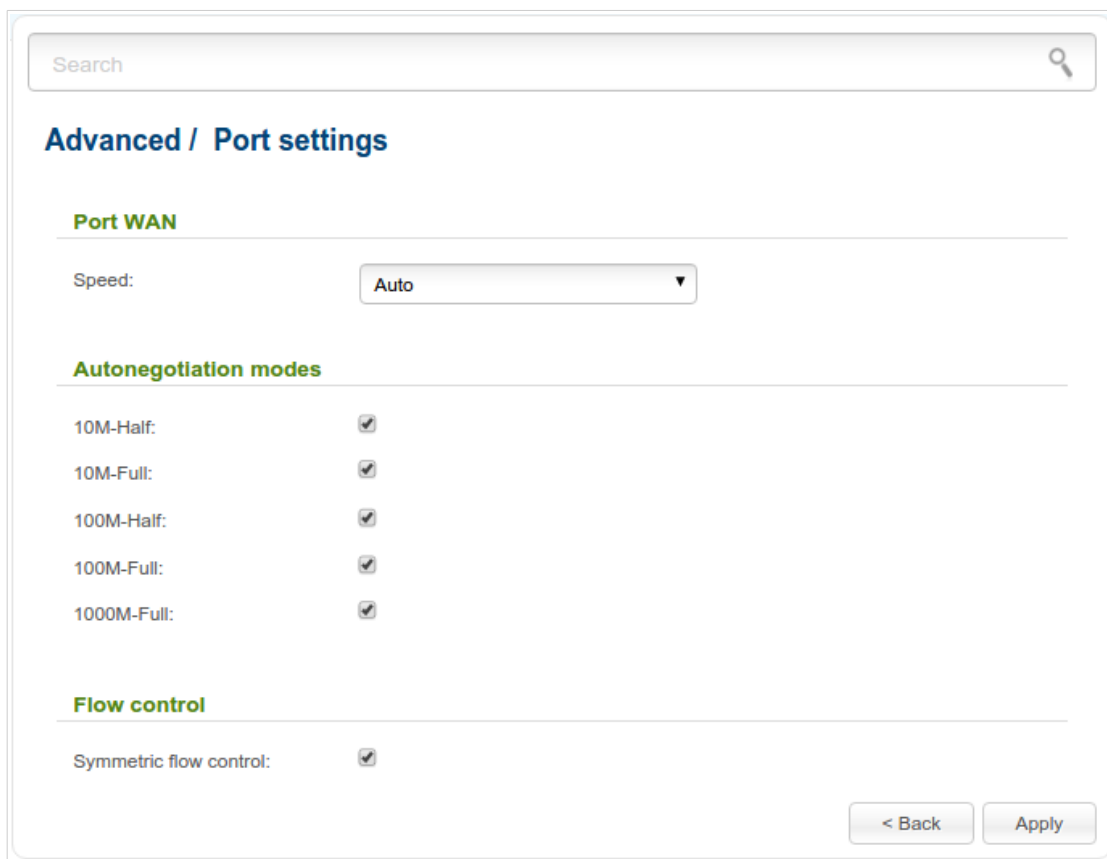 Search
Advanced / Port settings
Port WAN
Speed: Auto
Autonegotiation modes
10M-Half:
10M-Full:
100M-Half:
100M-Full:
1000M-Full:
Flow control
Symmetric flow control:
< Back Apply